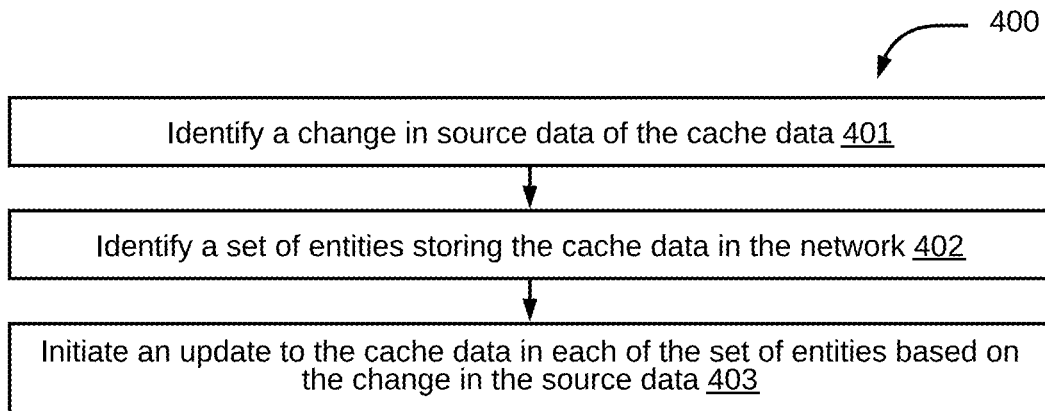 400
Identify a change in source data of the cache data 401
Identify a set of entities storing the cache data in the network 402
Initiate an update to the cache data in each of the set of entities based on
the change in the source data 403